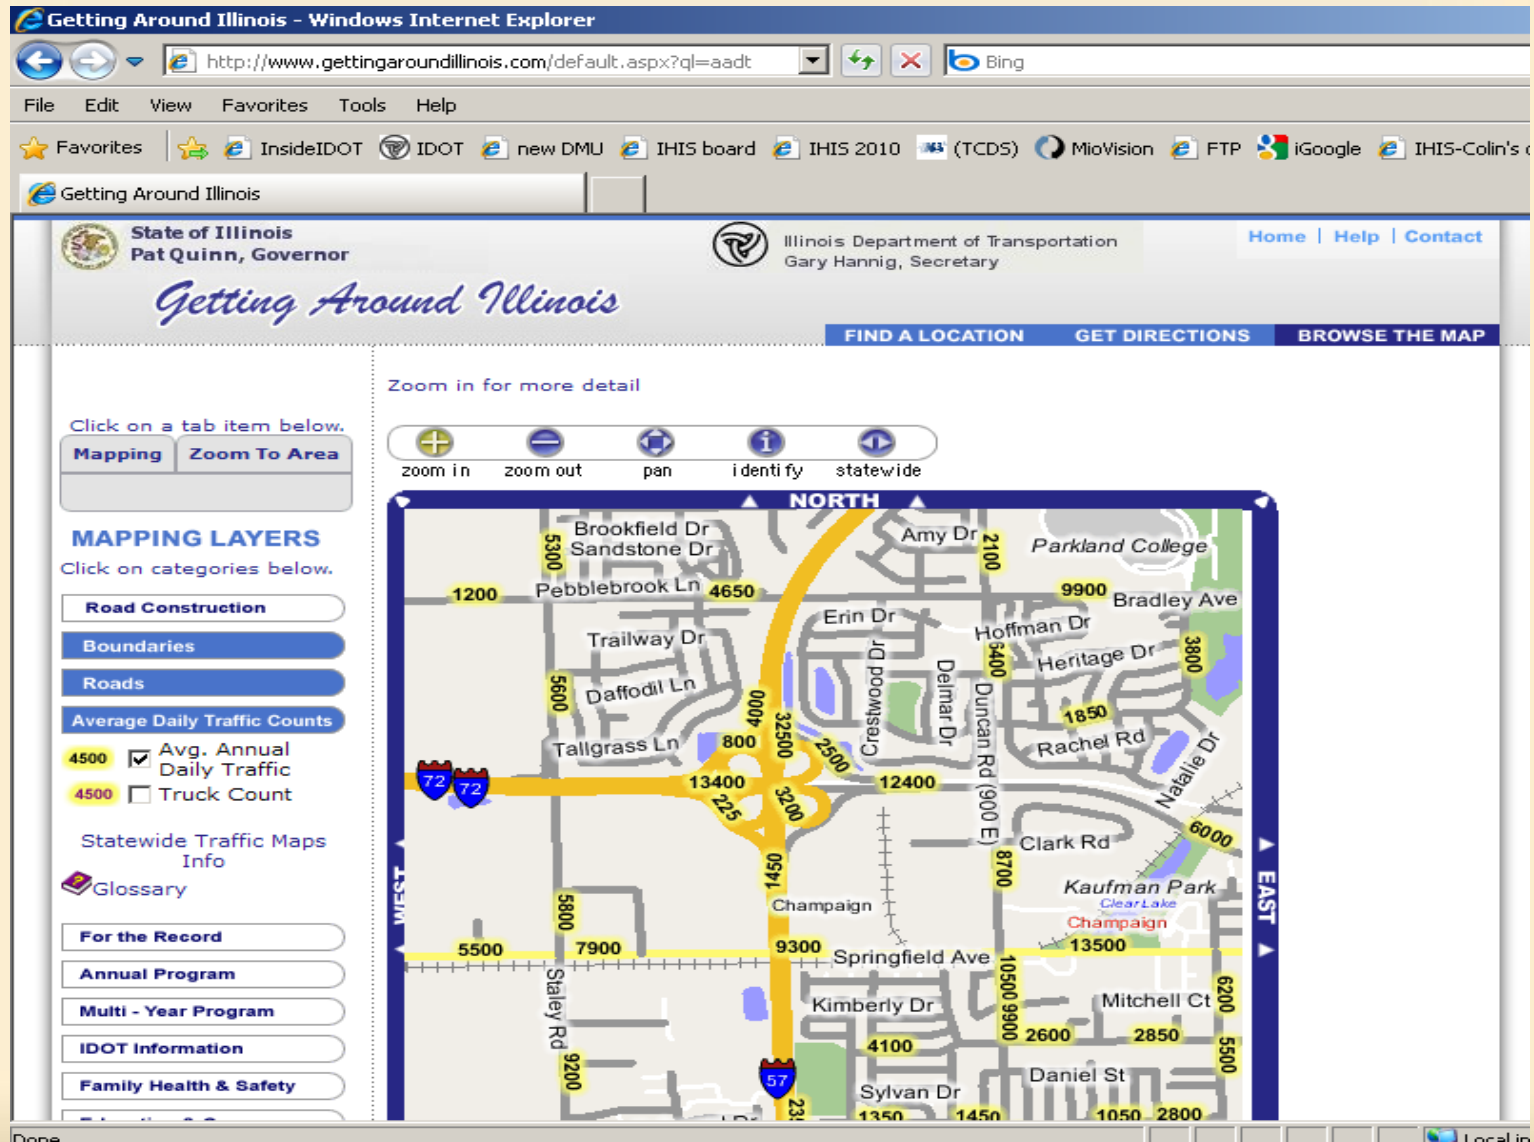 Getting Around Illinois - Windows Internet Explorer
http://www.gettingaroundillinois.com/default.aspx?ql=aadt
Bing
File Edit View Favorites Tools Help
Favorites InsideIDOT IDOT new DMU IHIS board IHIS 2010 (TCDS) MioVision FTP iGoogle IHIS-Colin's
Getting Around Illinois
State of Illinois
Pat Quinn, Governor
Illinois Department of Transportation
Gary Hannig, Secretary
Home | Help | Contact
Getting Around Illinois
FIND A LOCATION GET DIRECTIONS BROWSE THE MAP
Zoom in for more detail
Click on a tab item below.
Mapping Zoom To Area
zoom in zoom out pan identify statewide
MAPPING LAYERS
Click on categories below.
Road Construction
Boundaries
Roads
Average Daily Traffic Counts
4500 Avg. Annual
Daily Traffic
4500 Truck Count
Statewide Traffic Maps
Info
Glossary
For the Record
Annual Program
Multi - Year Program
IDOT Information
Family Health & Safety
NORTH
WEST
EAST
Brookfield Dr
Sandstone Dr
5300
Amy Dr
2100
Parkland College
1200
Pebblebrook Ln
4650
9900
Bradley Ave
Erin Dr
Hoffman Dr
Trailway Dr
6400
Heritage Dr
3800
5600
Daffodil Ln
4000
32500
Crestwood Dr
Delmar Dr
Duncan Rd (900 E)
1850
Rachel Rd
Natalie Dr
Tallgrass Ln
800
2500
72
72
13400
12400
225
3200
6000
Clark Rd
1450
8700
Kaufman Park
Clear Lake
Champaign
Champaign
5800
5500
7900
9300
Springfield Ave
13500
Staley Rd
10500
9900
Kimberly Dr
Mitchell Ct
6200
4100
2600
2850
5500
9200
57
Daniel St
Sylvan Dr
1350
1450
1050
2800
Done